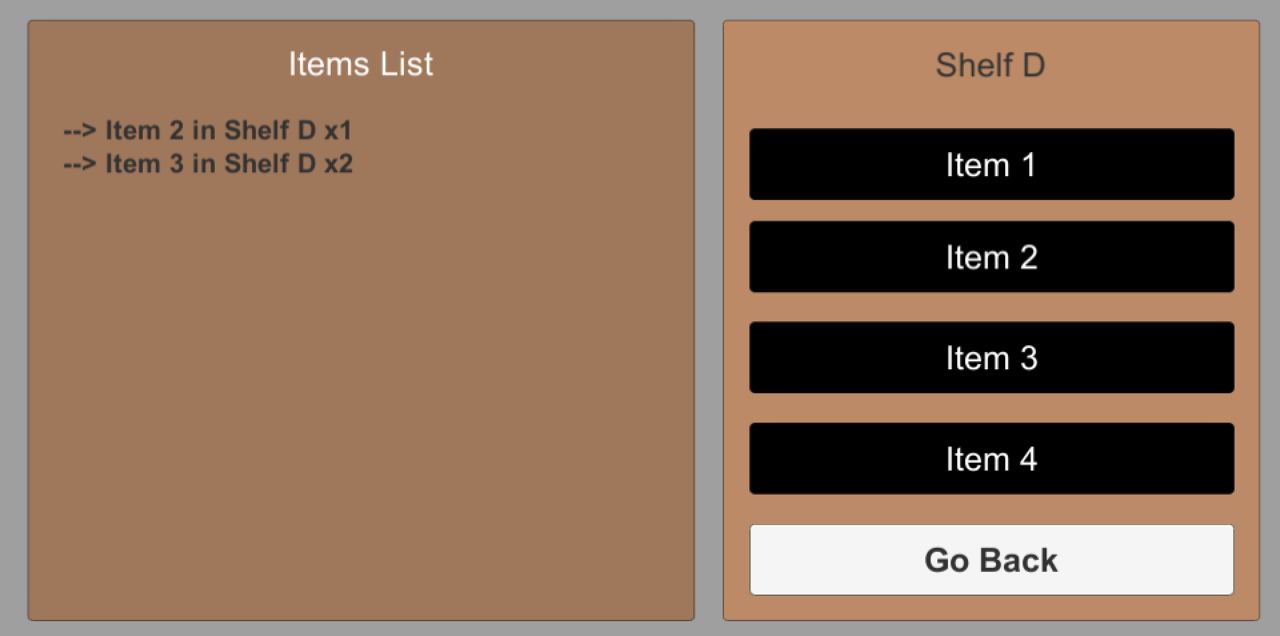 Items List
--> Item 2 in Shelf D x1
--> Item 3 in Shelf D x2
Shelf D
Item 1
Item 2
Item 3
Item 4
Go Back